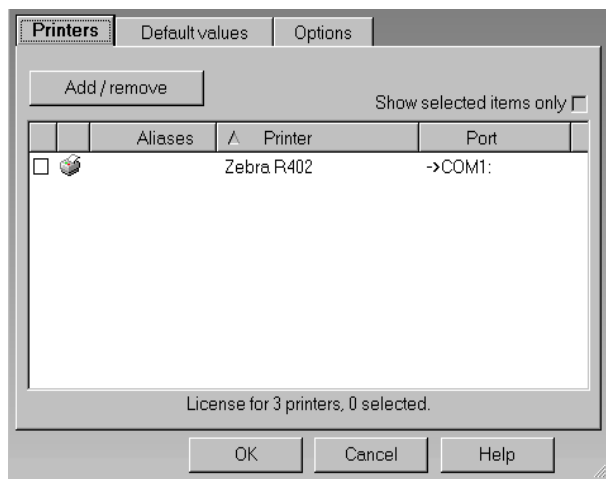 Printers Default values Options
Add / remove
Show selected items only
Aliases Printer Port
Zebra R402 ->COM1:
License for 3 printers, 0 selected.
OK Cancel Help